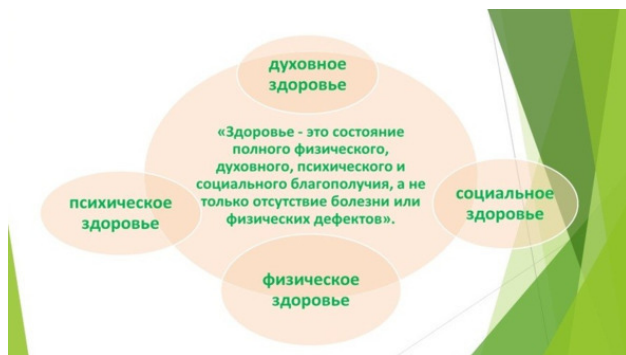 духовное
здоровье
«Здоровье - это состояние
полного физического,
духовного, психического и
социального благополучия, а не
только отсутствие болезни или
физических дефектов».
психическое
здоровье
социальное
здоровье
физическое
здоровье